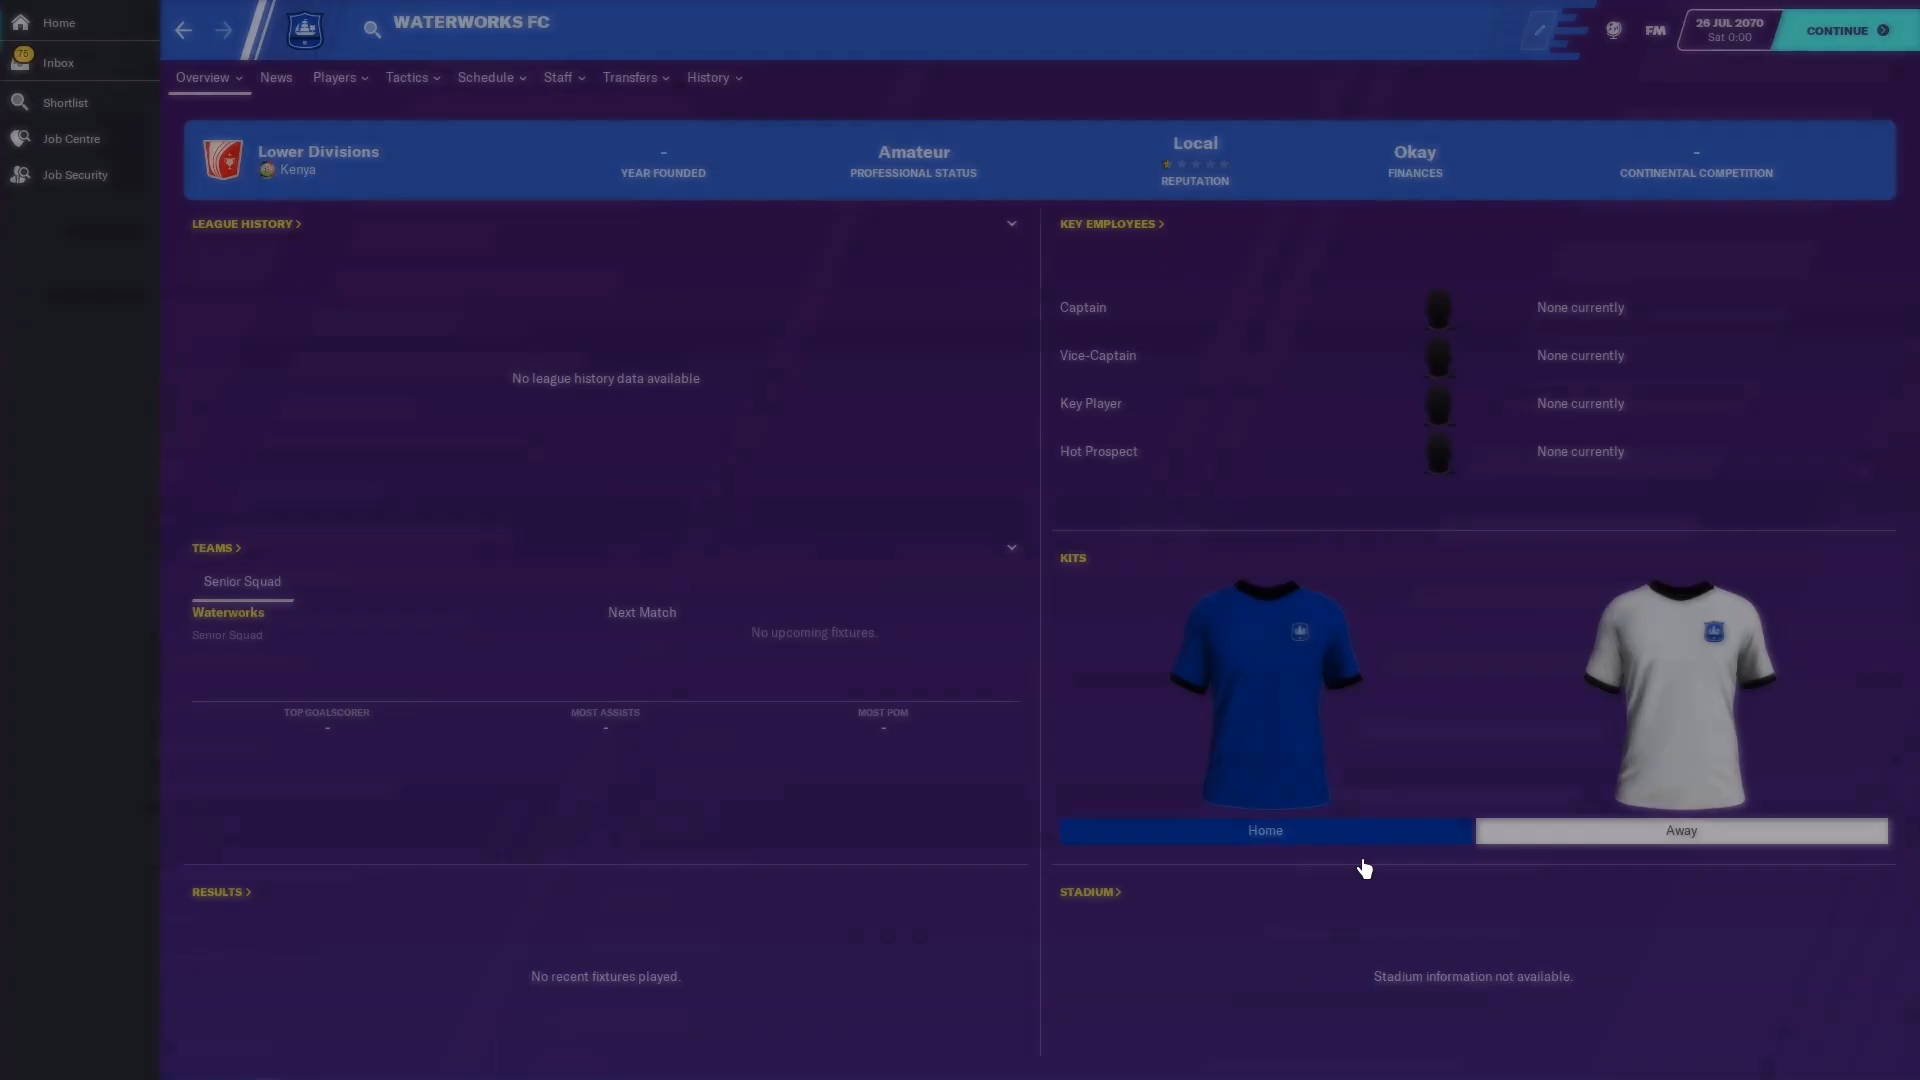 Home
75
Inbox
Shortlist
Job Centre
Job Security
WATERWORKS FC
FM
26 JUL 2070
Sat 0:00
CONTINUE
Overview
News
Players
Tactics
Schedule
Staff
Transfers
History
Lower Divisions
Kenya
-
YEAR FOUNDED
Amateur
PROFESSIONAL STATUS
Local
REPUTATION
Okay
FINANCES
-
CONTINENTAL COMPETITION
LEAGUE HISTORY >
No league history data available
KEY EMPLOYEES >
Captain
None currently
Vice-Captain
None currently
Key Player
None currently
Hot Prospect
None currently
TEAMS >
Senior Squad
Waterworks
Senior Squad
Next Match
No upcoming fixtures.
TOP GOALSCORER
-
MOST ASSISTS
-
MOST POM
-
KITS
Home
Away
RESULTS >
No recent fixtures played.
STADIUM >
Stadium information not available.